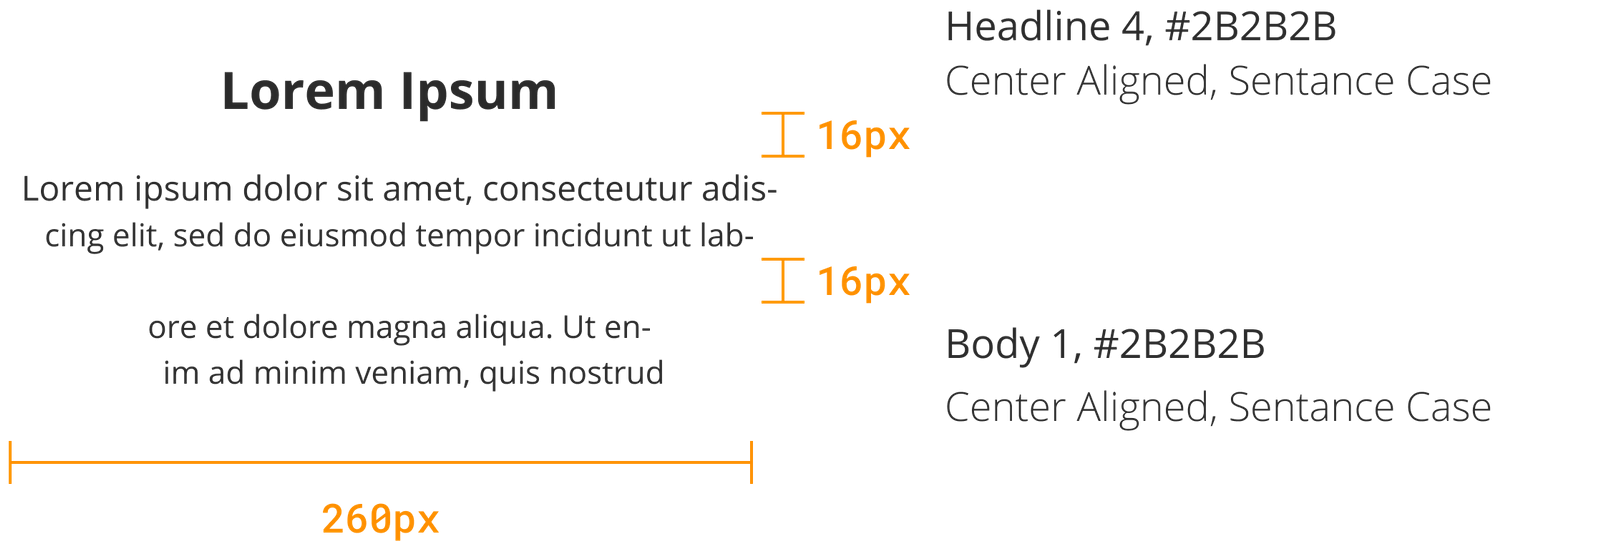 Headline 4, #2B2B2B
Center Aligned, Sentance Case
Lorem Ipsum
16px
Lorem ipsum dolor sit amet, consecteutur adis-
cing elit, sed do eiusmod tempor incidunt ut lab-
16px
ore et dolore magna aliqua. Ut en-
im ad minim veniam, quis nostrud
Body 1, #2B2B2B
Center Aligned, Sentance Case
260px